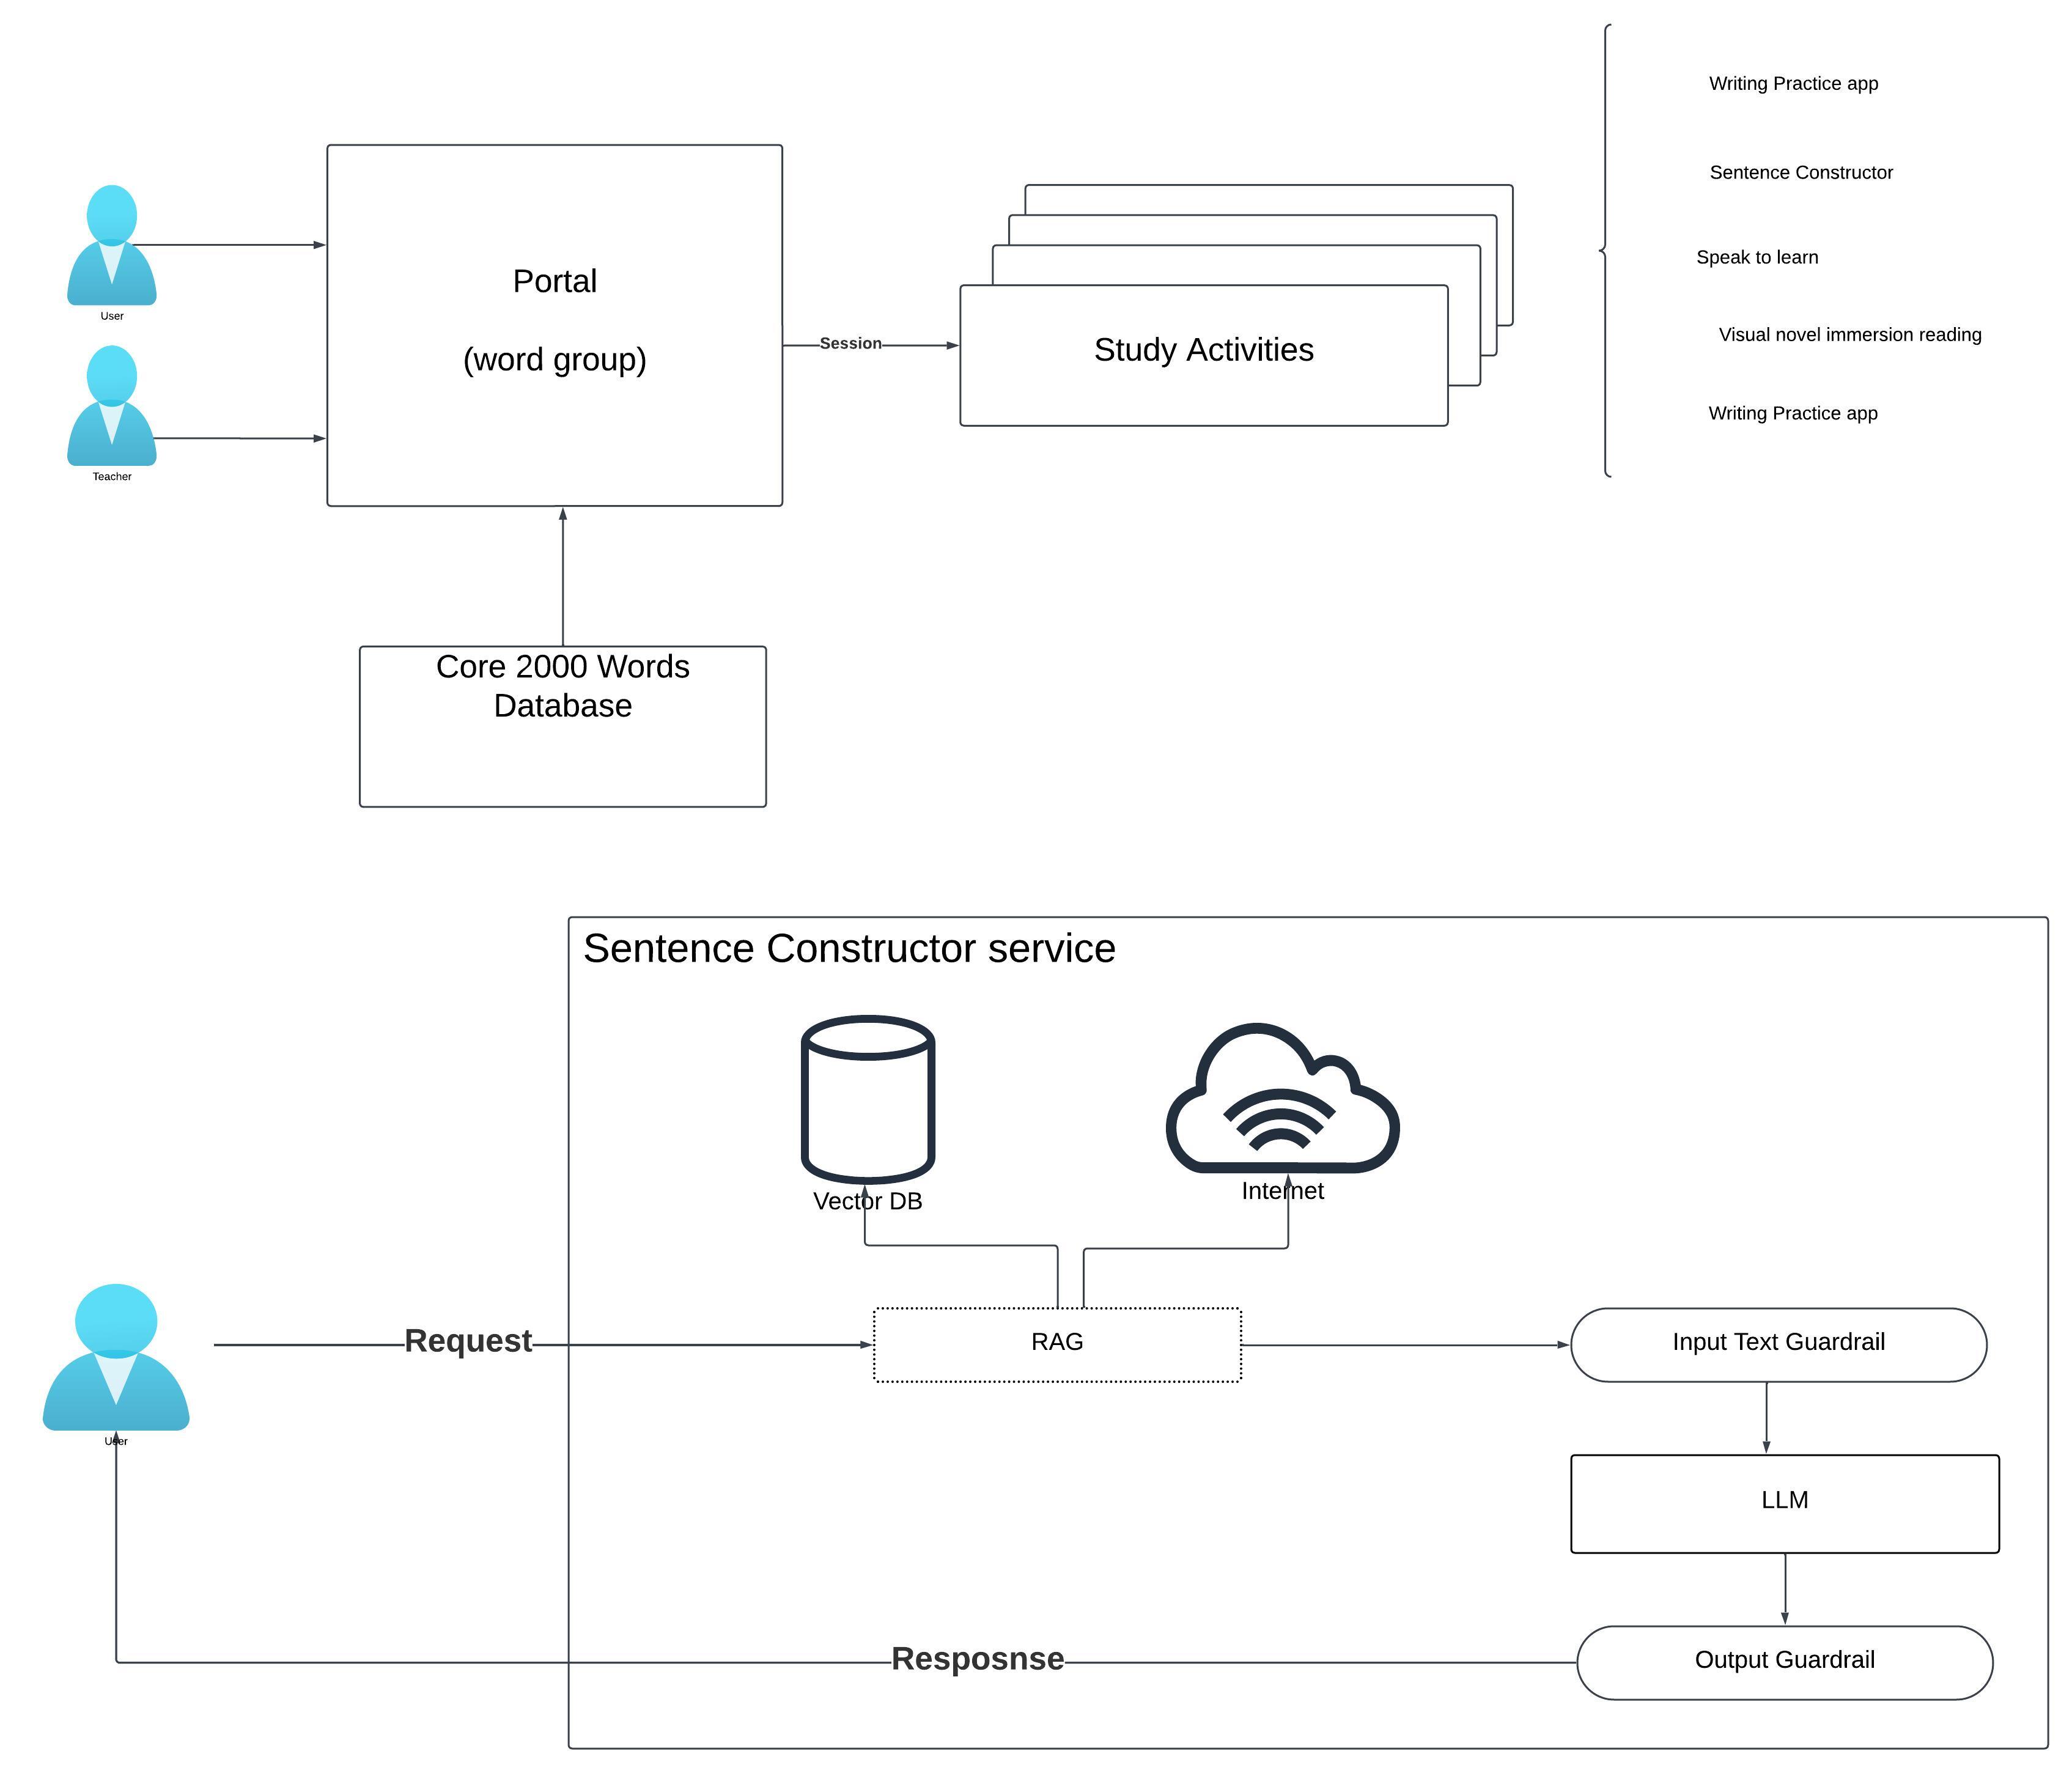 Writing Practice app
Sentence Constructor
Speak to learn
Visual novel immersion reading
Writing Practice app
User
Teacher
Portal
(word group)
Session
Study Activities
Core 2000 Words
Database
Sentence Constructor service
Vector DB
Internet
User
Request
RAG
Input Text Guardrail
LLM
Output Guardrail
Resposnse